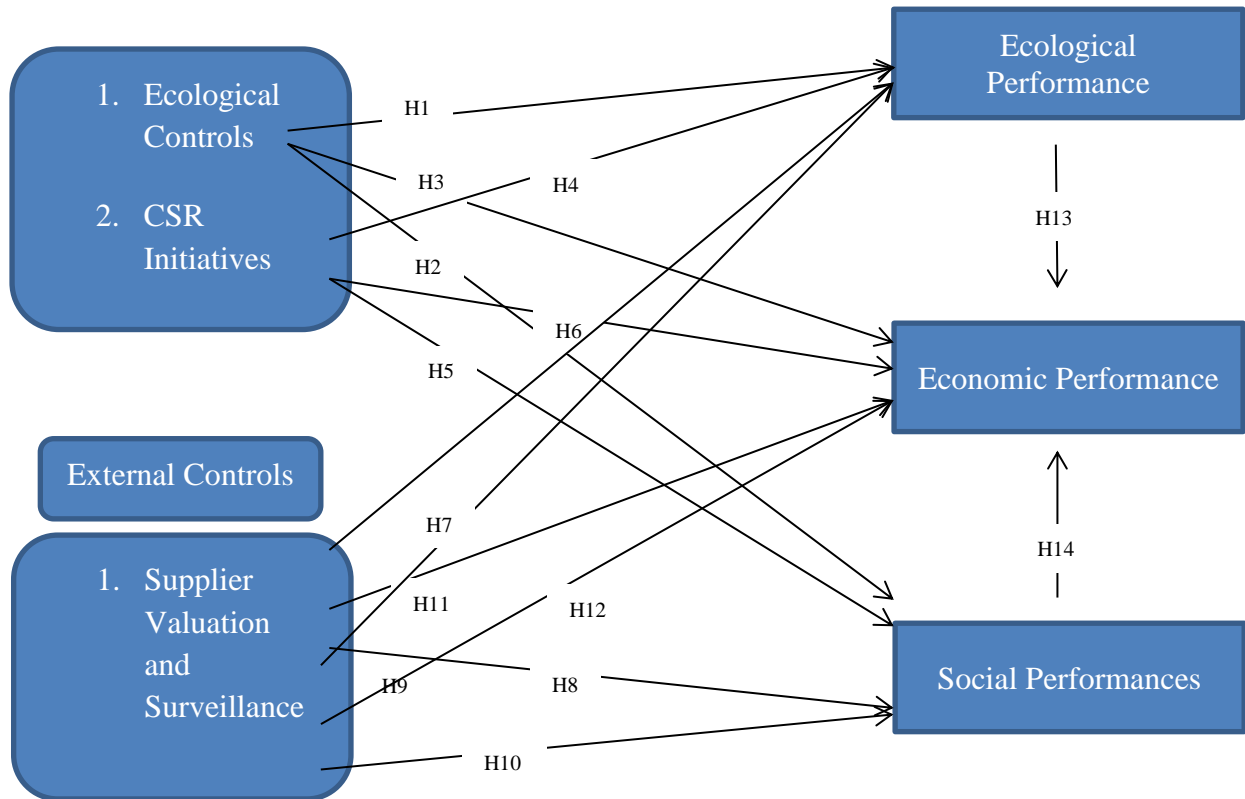 Ecological
Performance
1. Ecological
Controls
H1
H3
H4
2. CSR
Initiatives
H2
H13
H6
H5
Economic Performance
External Controls
H7
H14
1. Supplier
Valuation
and
Surveillance
H11
H12
H9
H8
Social Performances
H10